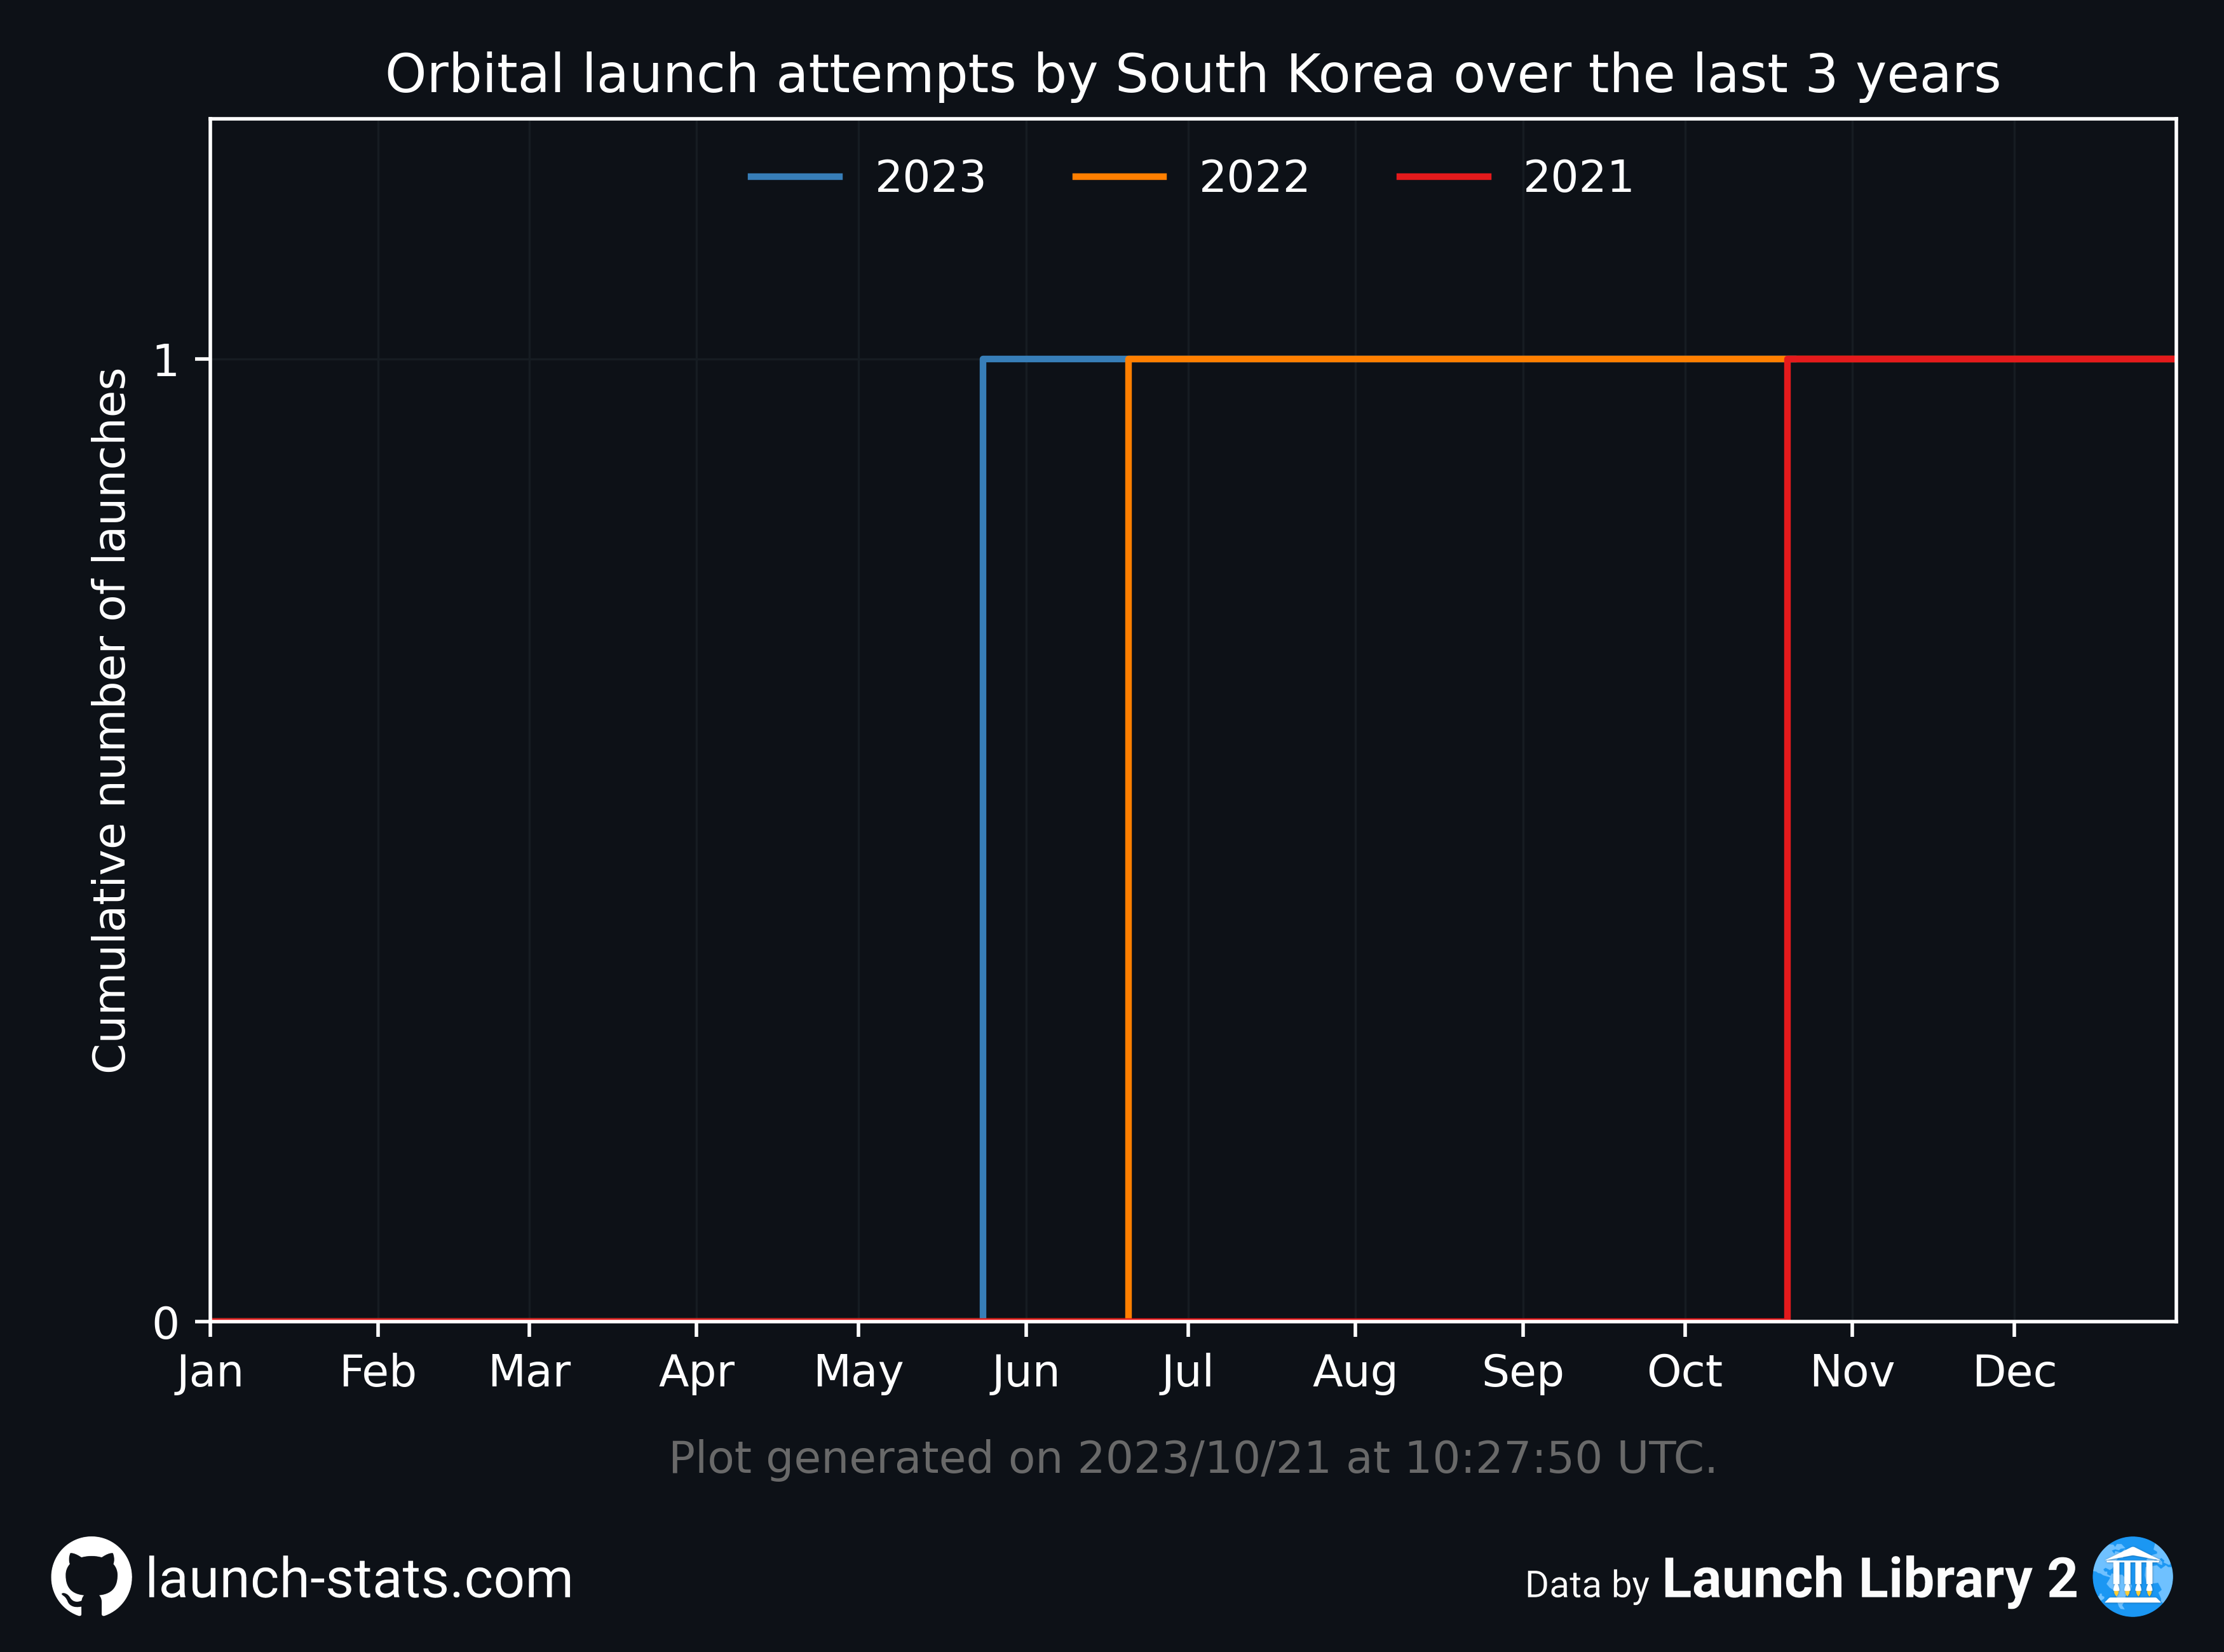 Orbital launch attempts by South Korea over the last 3 years
2023 2022 2021
Cumulative number of launches
1
0
Jan Feb Mar Apr May Jun Jul Aug Sep Oct Nov Dec
Plot generated on 2023/10/21 at 10:27:50 UTC.
launch-stats.com
Data by Launch Library 2